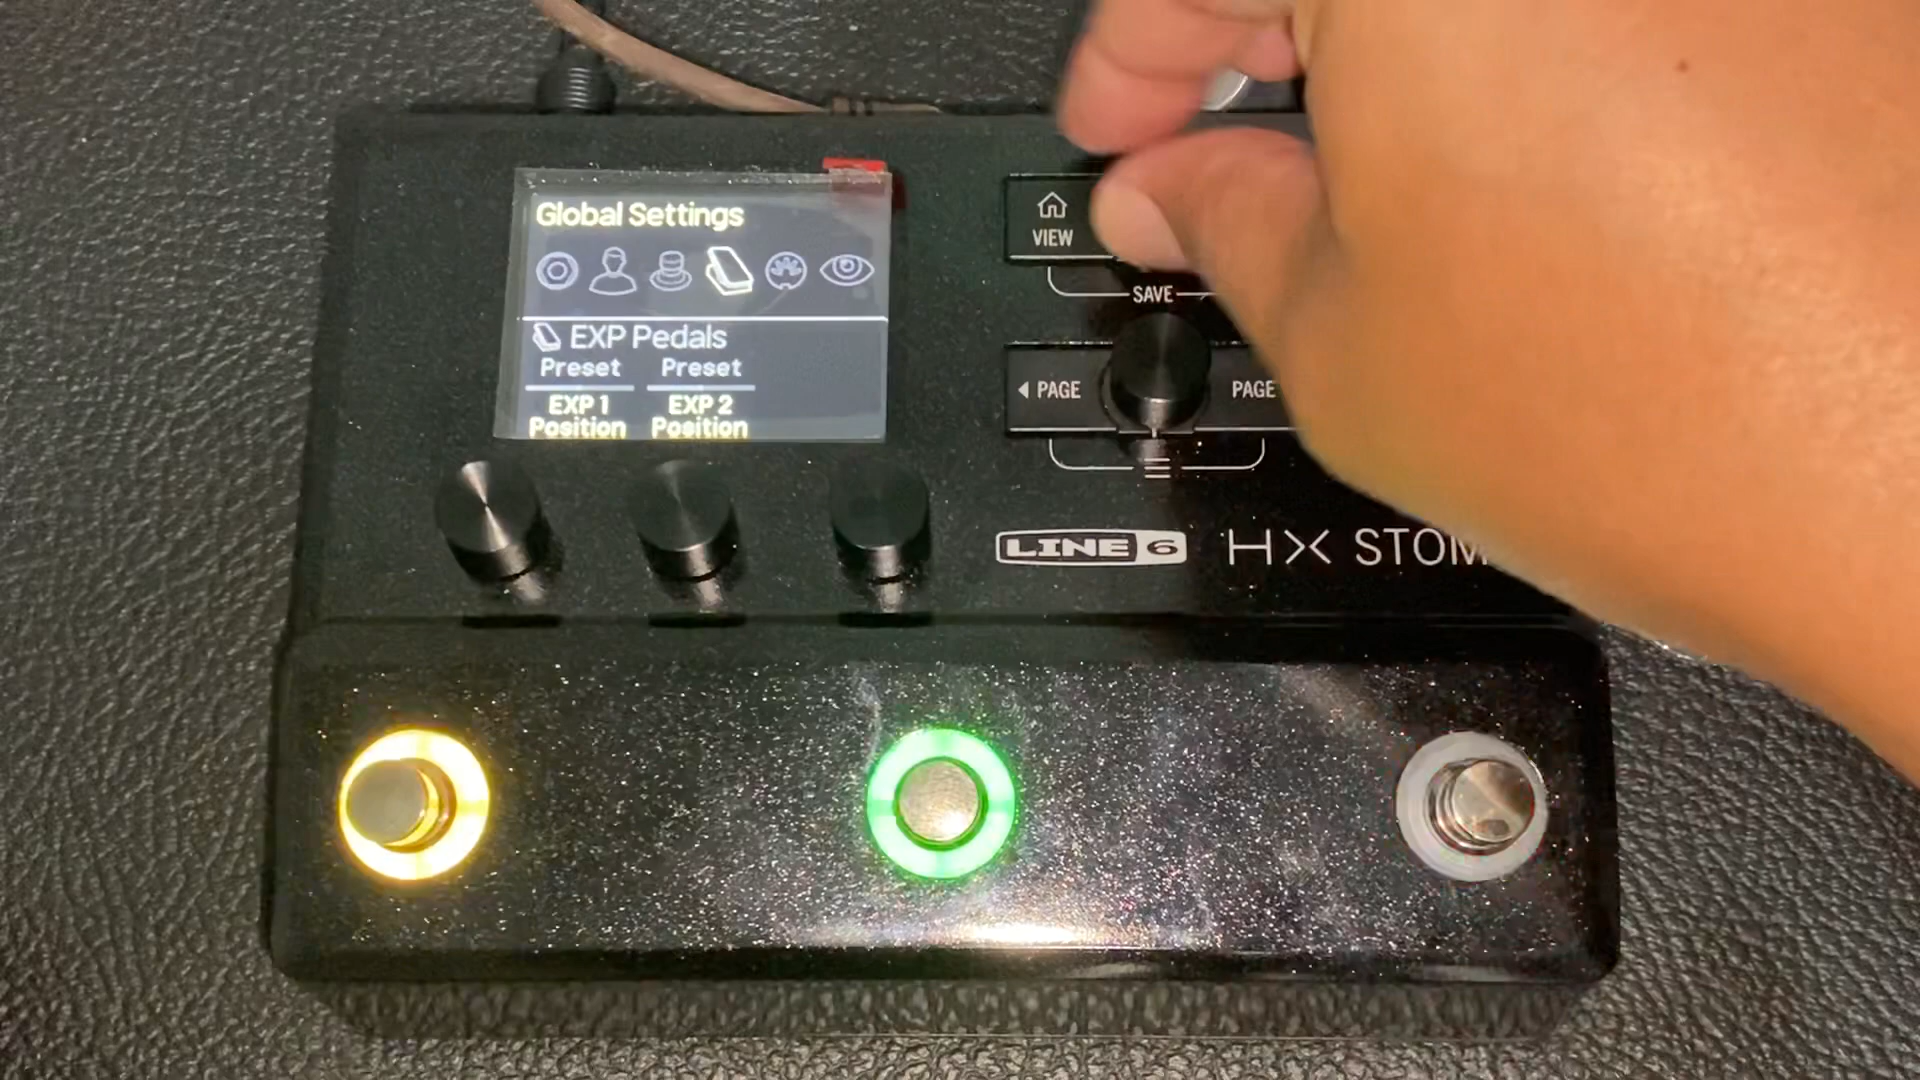 Global Settings
EXP Pedals
Preset Preset
EXP 1 EXP 2
Position Position
VIEW
SAVE
PAGE PAGE
LINE 6 HX STOM